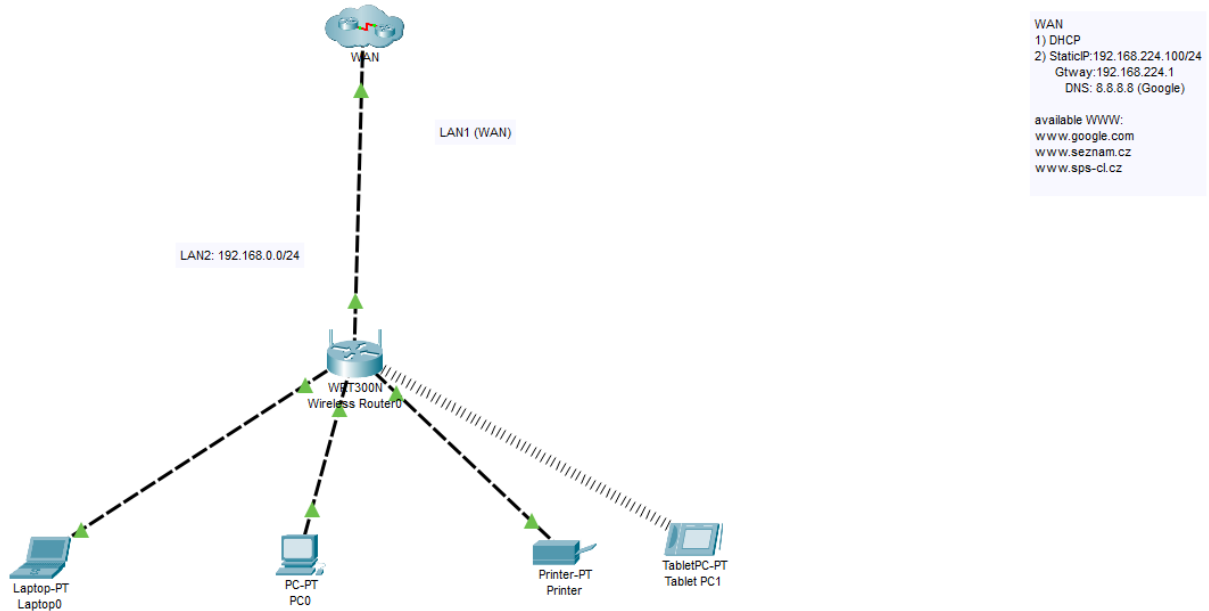 WAN
WAN
1) DHCP
2) StaticIP:192.168.224.100/24
Gtway:192.168.224.1
DNS: 8.8.8.8 (Google)
available WWW:
www.google.com
www.seznam.cz
www.sps-cl.cz
LAN1 (WAN)
LAN2: 192.168.0.0/24
WRT300N
Wireless Router0
Laptop-PT
Laptop0
PC-PT
PC0
Printer-PT
Printer
TabletPC-PT
Tablet PC1